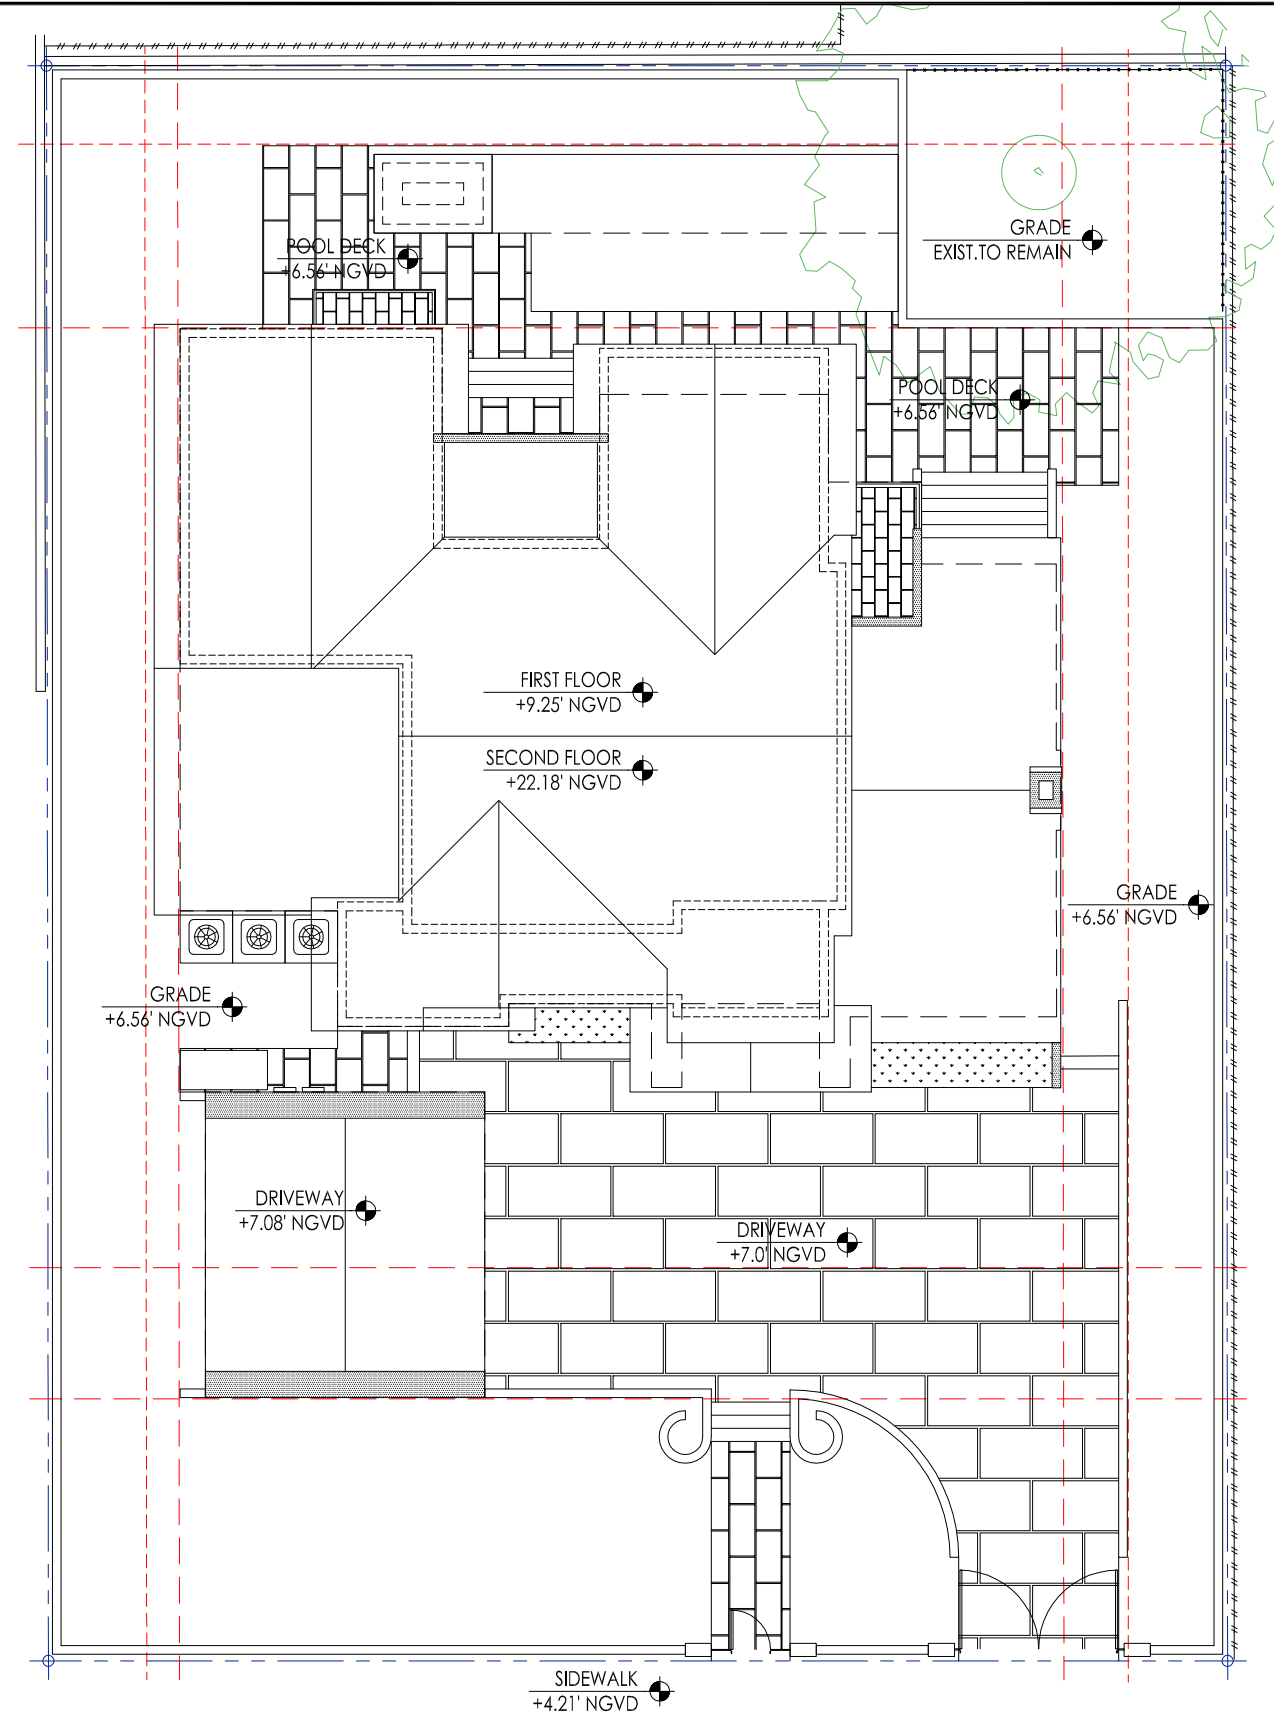 GRADE
EXIST.TO REMAIN
POOL DECK
+6.56' NGVD
POOL DECK
+6.56' NGVD
FIRST FLOOR
+9.25' NGVD
SECOND FLOOR
+22.18' NGVD
GRADE
+6.56' NGVD
GRADE
+6.56' NGVD
DRIVEWAY
+7.08' NGVD
DRIVEWAY
+7.0' NGVD
SIDEWALK
+4.21' NGVD